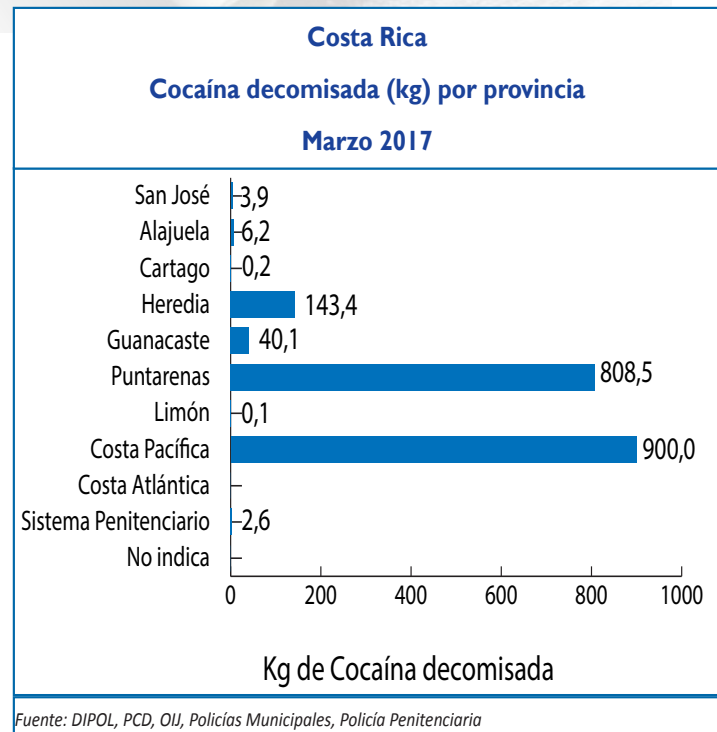 Costa Rica
Cocaína decomisada (kg) por provincia
Marzo 2017
San José 3,9
Alajuela 6,2
Cartago 0,2
Heredia 143,4
Guanacaste 40,1
Puntarenas 808,5
Limón 0,1
Costa Pacífica 900,0
Costa Atlántica
Sistema Penitenciario 2,6
No indica
0 200 400 600 800 1000
Kg de Cocaína decomisada
Fuente: DIPOL, PCD, OIJ, Policías Municipales, Policía Penitenciaria